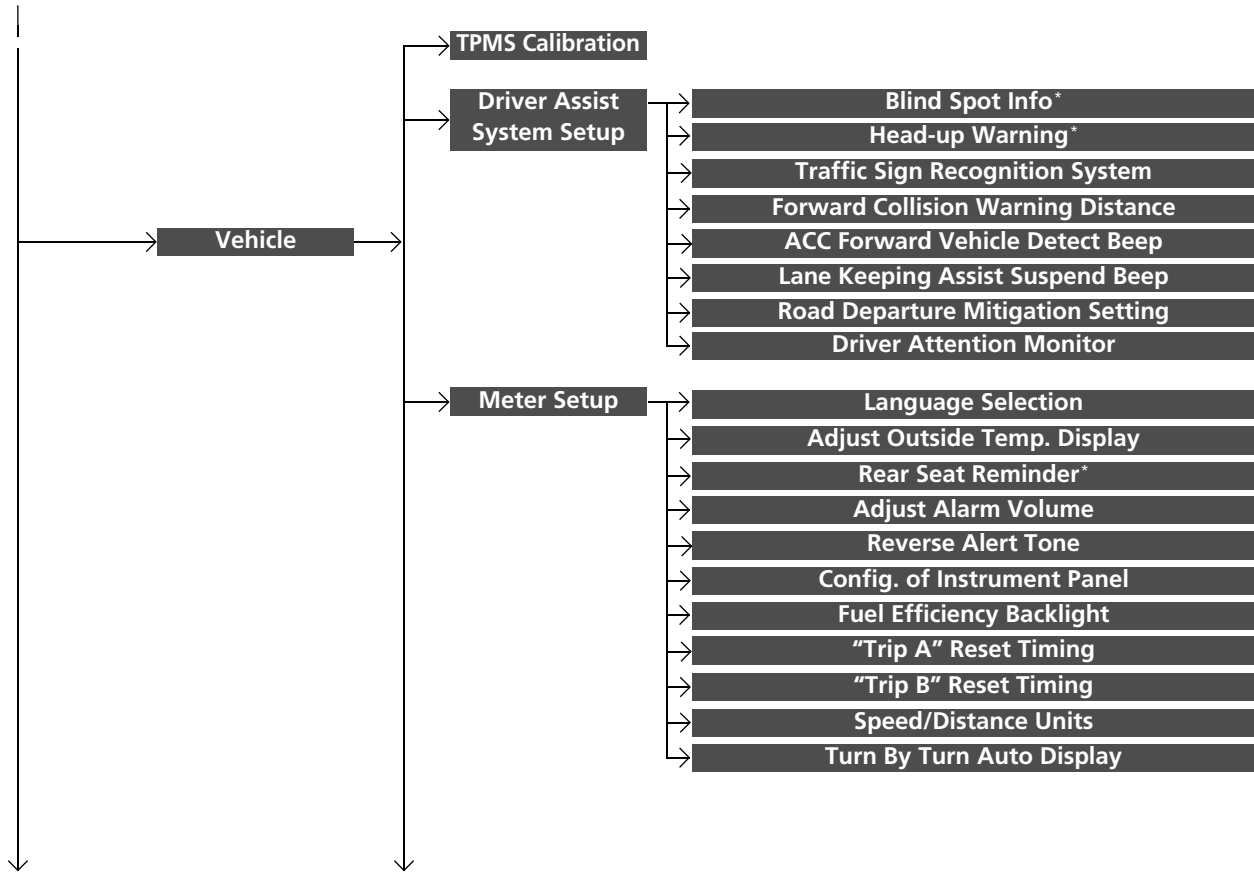 TPMS Calibration
Driver Assist
System Setup
Blind Spot Info*
Head-up Warning*
Traffic Sign Recognition System
Forward Collision Warning Distance
Vehicle
ACC Forward Vehicle Detect Beep
Lane Keeping Assist Suspend Beep
Road Departure Mitigation Setting
Driver Attention Monitor
Meter Setup
Language Selection
Adjust Outside Temp. Display
Rear Seat Reminder*
Adjust Alarm Volume
Reverse Alert Tone
Config. of Instrument Panel
Fuel Efficiency Backlight
“Trip A” Reset Timing
“Trip B” Reset Timing
Speed/Distance Units
Turn By Turn Auto Display